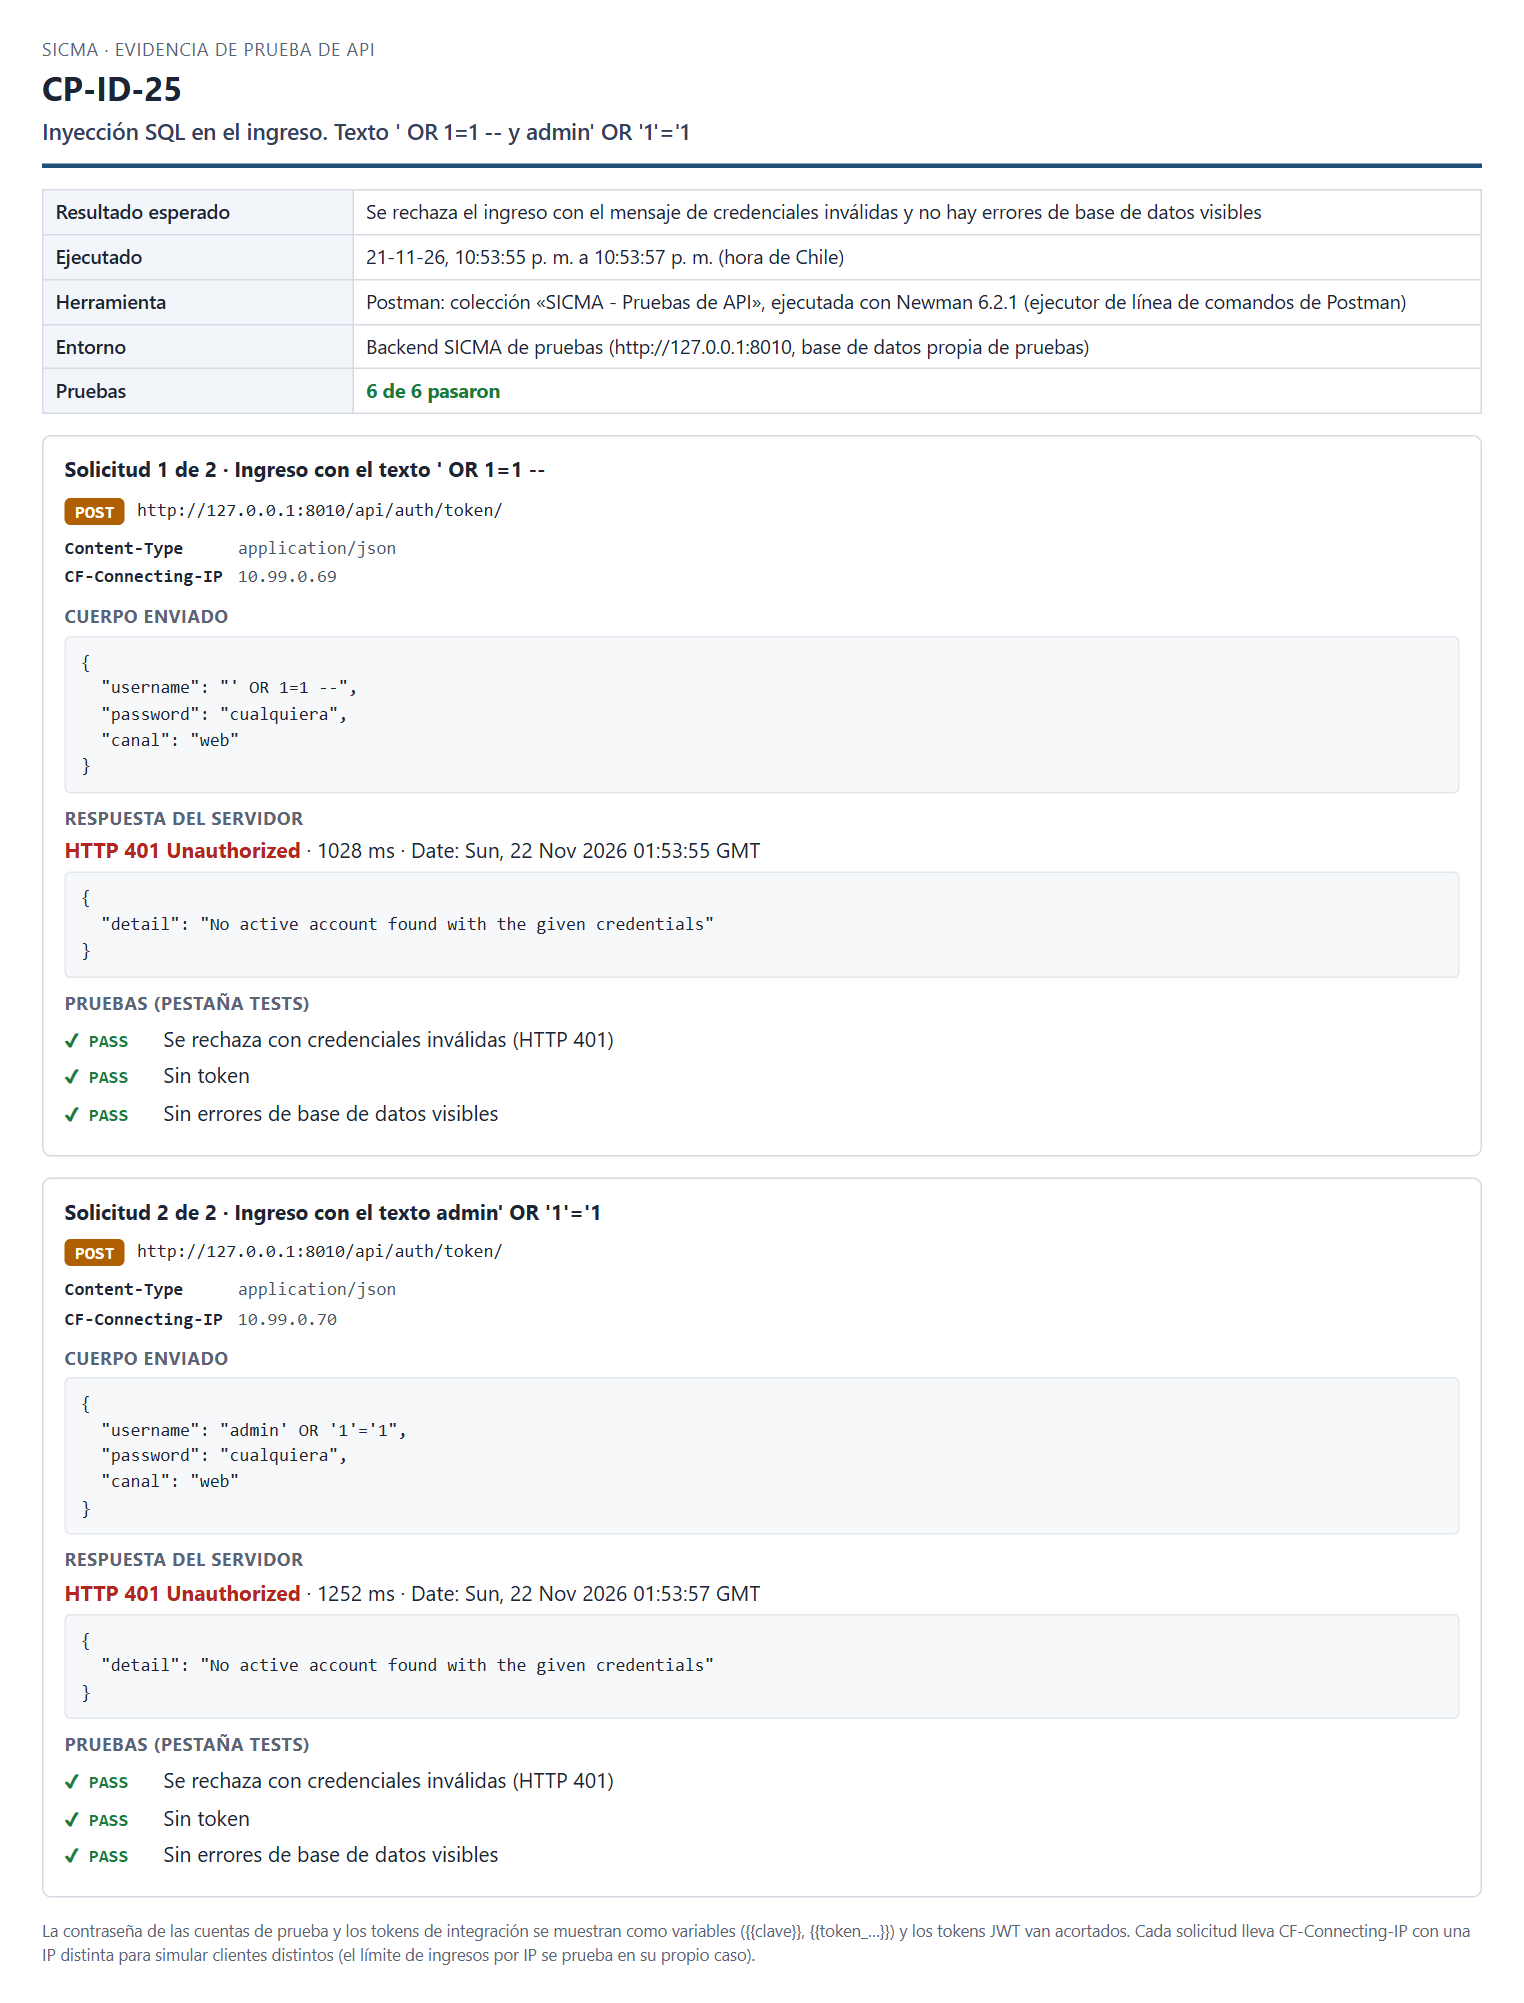 SICMA · EVIDENCIA DE PRUEBA DE API
CP-ID-25
Inyección SQL en el ingreso. Texto ' OR 1=1 -- y admin' OR '1'='1
Resultado esperado Se rechaza el ingreso con el mensaje de credenciales inválidas y no hay errores de base de datos visibles
Ejecutado 21-11-26, 10:53:55 p. m. a 10:53:57 p. m. (hora de Chile)
Herramienta Postman: colección «SICMA - Pruebas de API», ejecutada con Newman 6.2.1 (ejecutor de línea de comandos de Postman)
Entorno Backend SICMA de pruebas (http://127.0.0.1:8010, base de datos propia de pruebas)
Pruebas 6 de 6 pasaron
Solicitud 1 de 2 · Ingreso con el texto ' OR 1=1 --
POST http://127.0.0.1:8010/api/auth/token/
Content-Type application/json
CF-Connecting-IP 10.99.0.69
CUERPO ENVIADO
{
"username": "' OR 1=1 --",
"password": "cualquiera",
"canal": "web"
}
RESPUESTA DEL SERVIDOR
HTTP 401 Unauthorized · 1028 ms · Date: Sun, 22 Nov 2026 01:53:55 GMT
{
"detail": "No active account found with the given credentials"
}
PRUEBAS (PESTAÑA TESTS)
✔ PASS Se rechaza con credenciales inválidas (HTTP 401)
✔ PASS Sin token
✔ PASS Sin errores de base de datos visibles
Solicitud 2 de 2 · Ingreso con el texto admin' OR '1'='1
POST http://127.0.0.1:8010/api/auth/token/
Content-Type application/json
CF-Connecting-IP 10.99.0.70
CUERPO ENVIADO
{
"username": "admin' OR '1'='1",
"password": "cualquiera",
"canal": "web"
}
RESPUESTA DEL SERVIDOR
HTTP 401 Unauthorized · 1252 ms · Date: Sun, 22 Nov 2026 01:53:57 GMT
{
"detail": "No active account found with the given credentials"
}
PRUEBAS (PESTAÑA TESTS)
✔ PASS Se rechaza con credenciales inválidas (HTTP 401)
✔ PASS Sin token
✔ PASS Sin errores de base de datos visibles
La contraseña de las cuentas de prueba y los tokens de integración se muestran como variables ({{clave}}, {{token_...}}) y los tokens JWT van acortados. Cada solicitud lleva CF-Connecting-IP con una
IP distinta para simular clientes distintos (el límite de ingresos por IP se prueba en su propio caso).